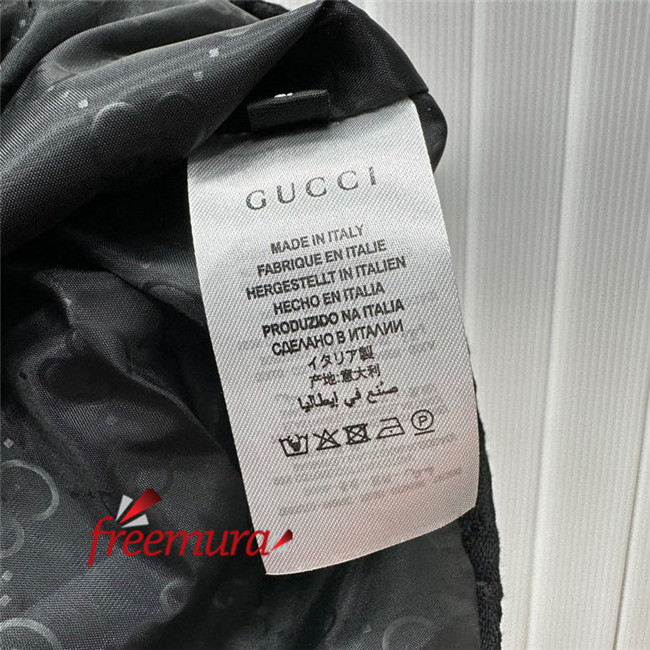 GUCCI
MADE IN ITALY
FABRIQUE EN ITALIE
HERGESTELLT IN ITALIEN
HECHO EN ITALIA
PRODUZIDO NA ITALIA
СДЕЛАНО В ИТАЛИИ
イタリア製
产地:意大利
صُنع في إيطاليا
freemura